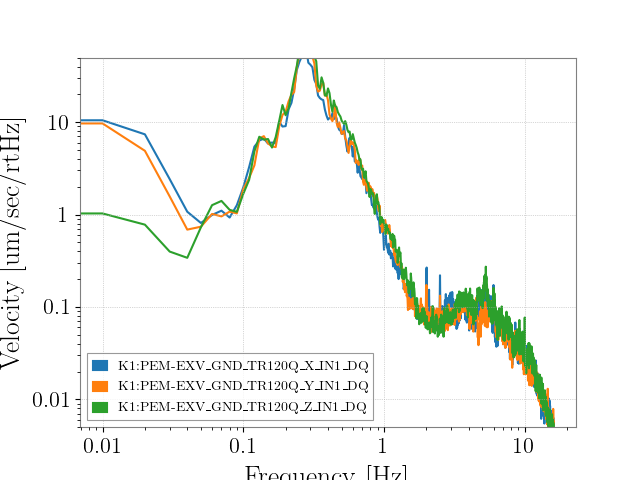 Velocity [um/sec/rtHz]
10
1
0.1
0.01
K1:PEM-EXV_GND_TR120Q_X_IN1_DQ
K1:PEM-EXV_GND_TR120Q_Y_IN1_DQ
K1:PEM-EXV_GND_TR120Q_Z_IN1_DQ
0.01 0.1 1 10
Frequency [Hz]